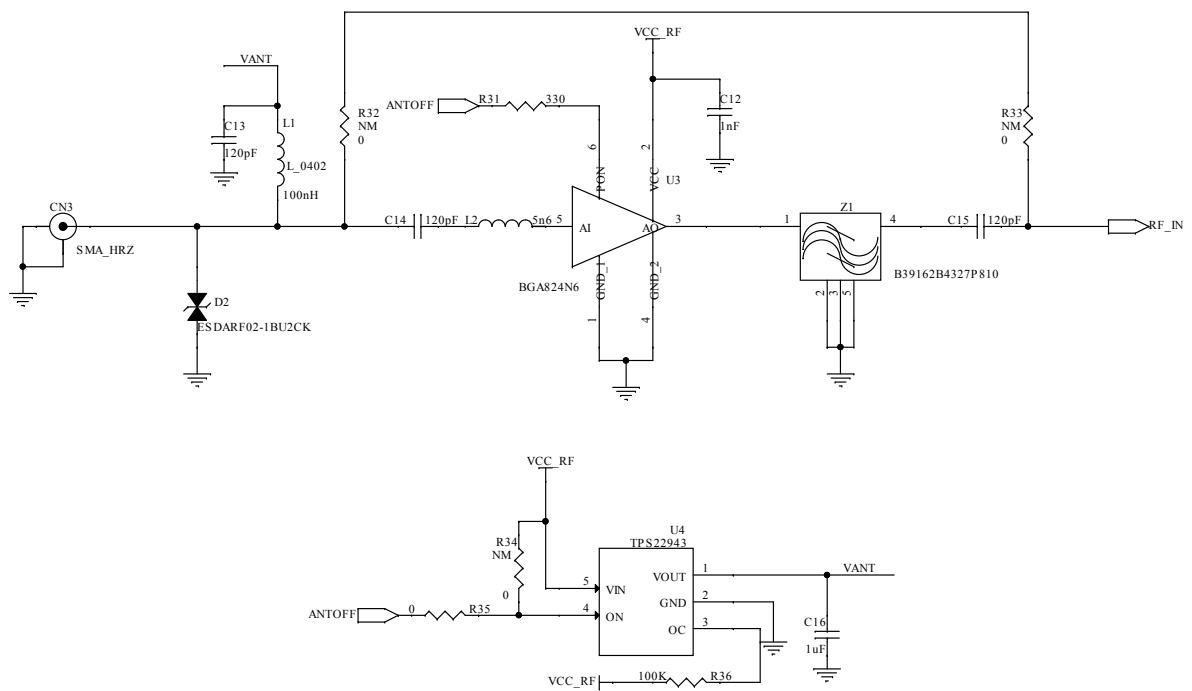 VCC_RF
VANT
ANTOFF
R31
330
C12
1nF
R32
NM
0
R33
NM
0
C13
120pF
L1
L_0402
100nH
6
PON
2
VCC
U3
CN3
SMA_HRZ
C14
120pF
L2
5n6
5
AI
AO
3
1
Z1
4
C15
120pF
RF_IN
BGA824N6
GND_1
GND_2
1
4
B39162B4327P810
2
3
5
D2
ESDARF02-1BU2CK
VCC_RF
R34
NM
0
U4
TPS22943
5
VIN
VOUT
1
VANT
GND
2
ANTOFF
0
R35
4
ON
OC
3
C16
1uF
VCC_RF
100K
R36